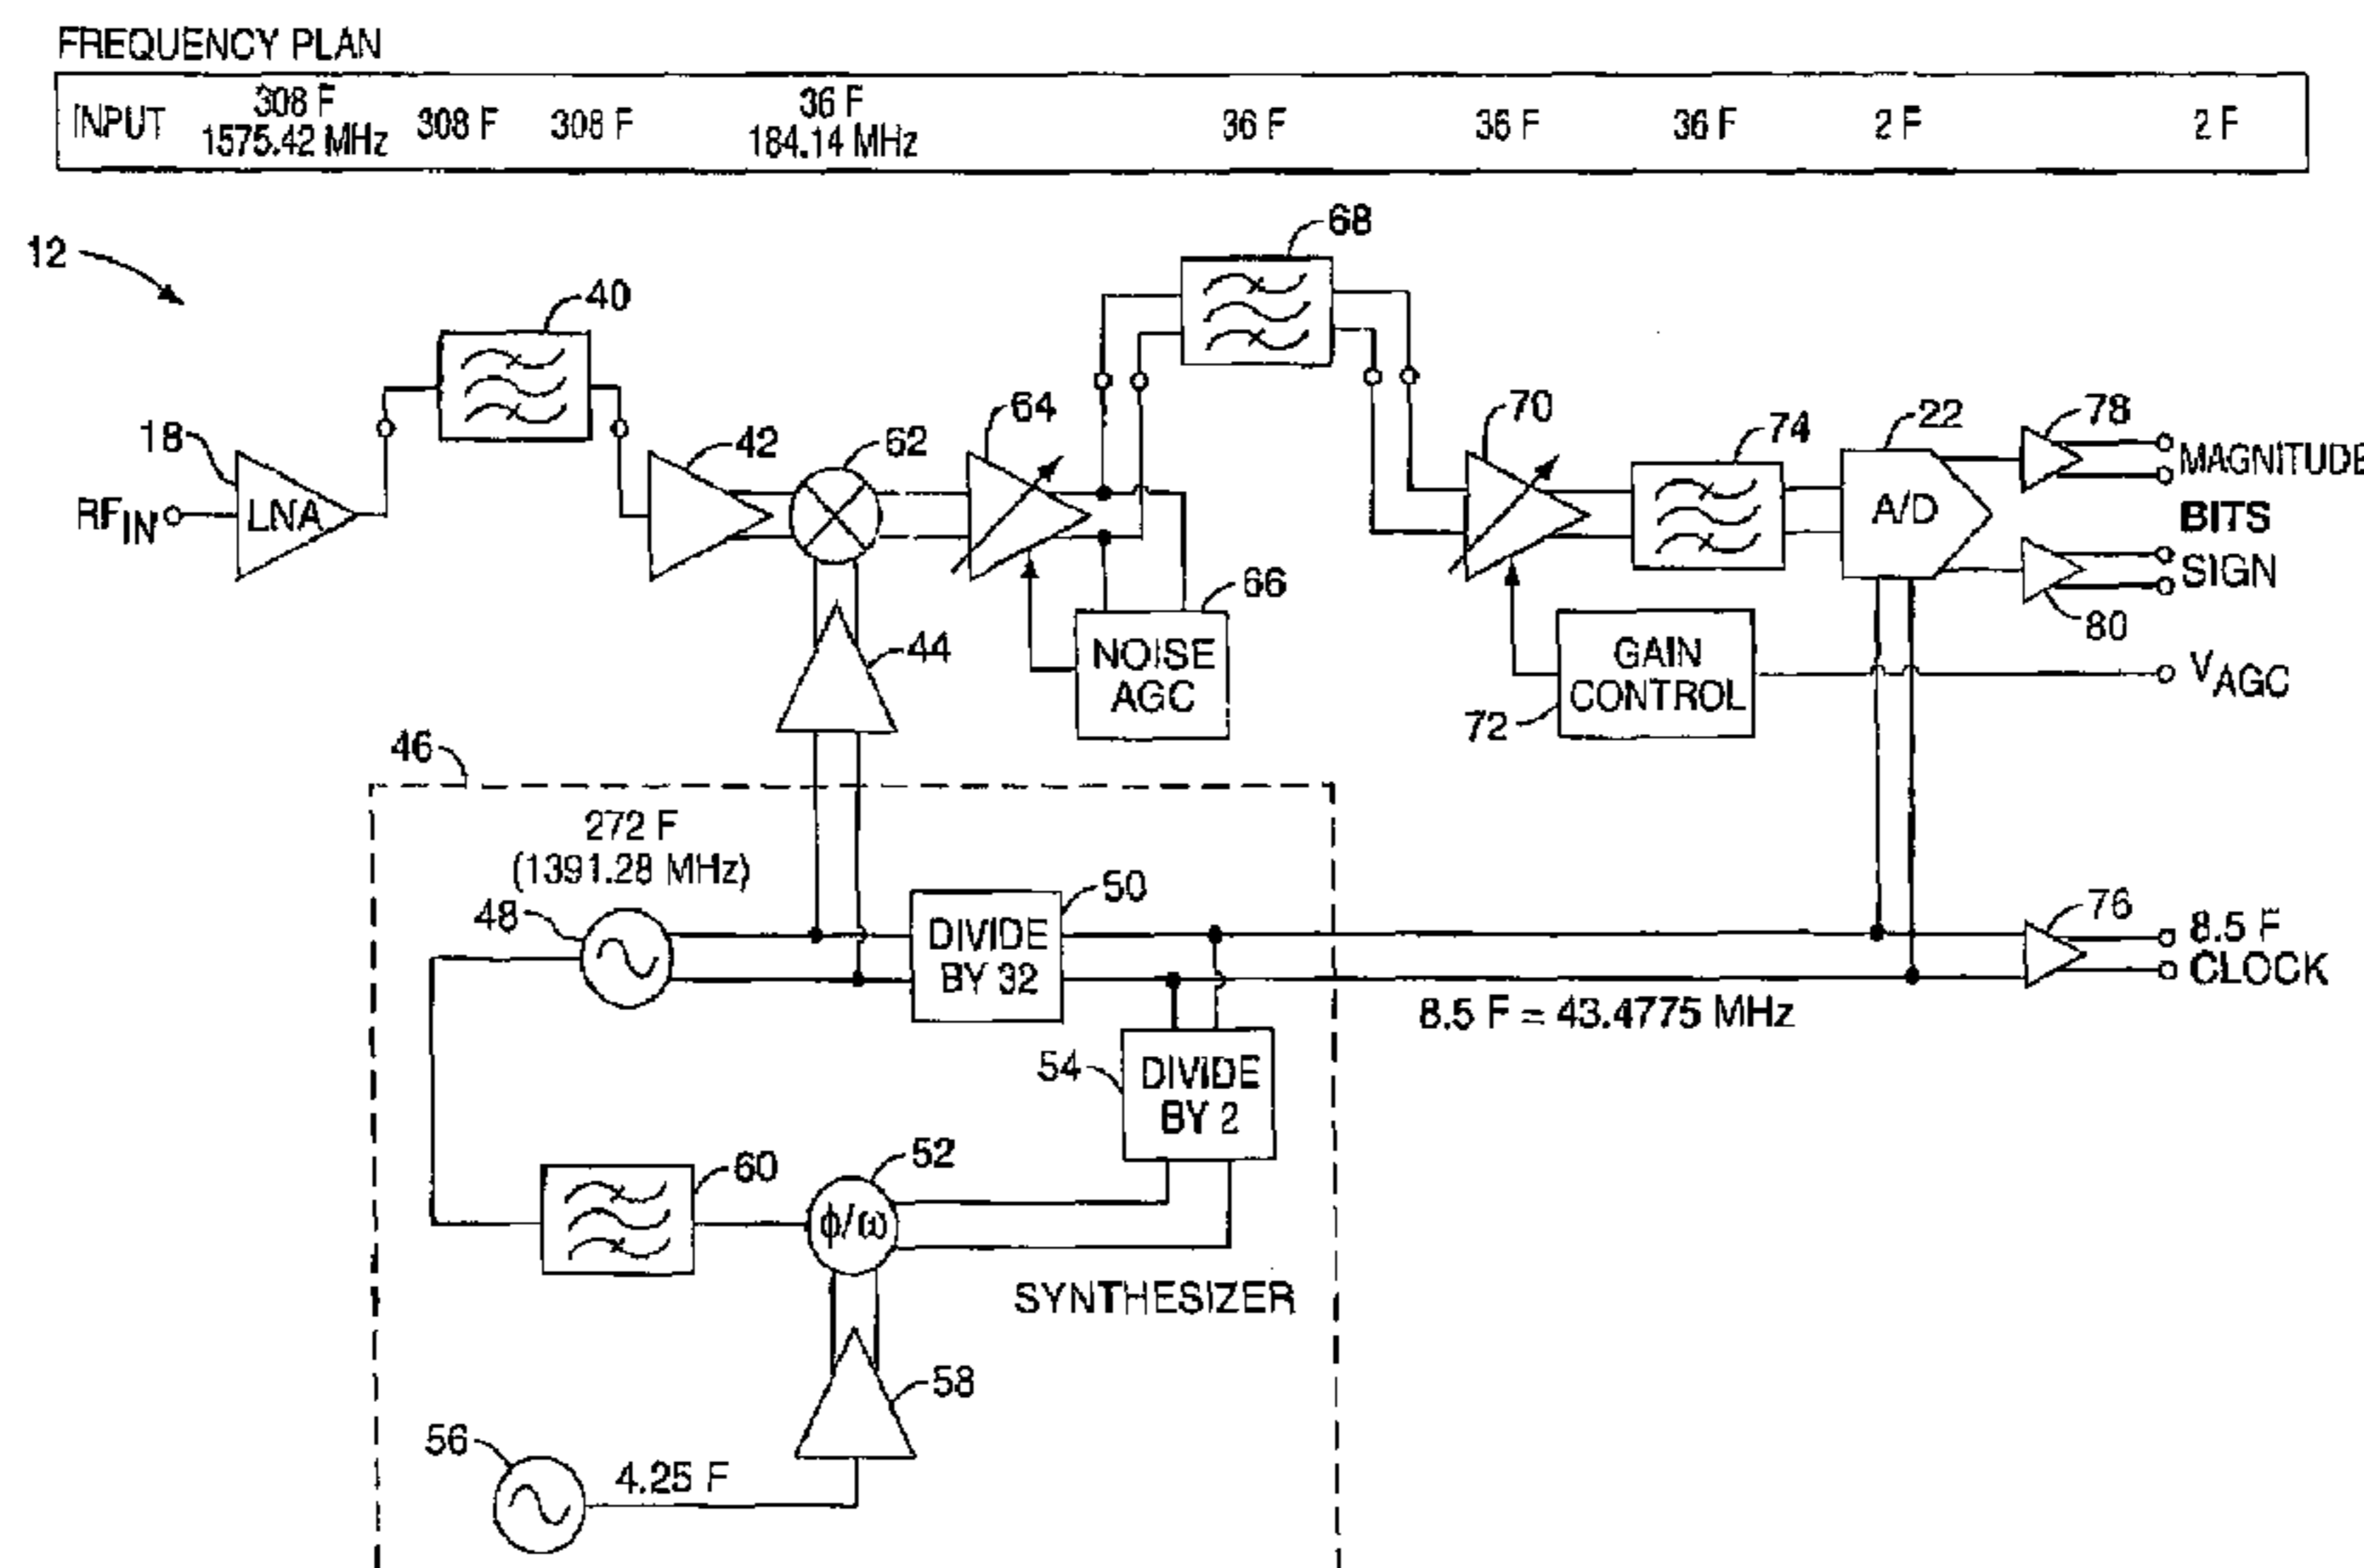 FREQUENCY PLAN
INPUT 308 F 1575.42 MHz 308 F 308 F 36 F 184.14 MHz 36 F 36 F 36 F 2 F 2 F
12
68
40
18
LNA
RFIN
42
62
64
66
NOISE
AGC
70
74
22
A/D
78
MAGNITUDE
BITS
SIGN
80
GAIN
CONTROL
72
VAGC
44
46
272 F
(1391.28 MHz)
48
50
DIVIDE
BY 32
76
8.5 F
CLOCK
8.5 F = 43.4775 MHz
54
DIVIDE
BY 2
60
52
ϕ/ω
SYNTHESIZER
58
56
4.25 F